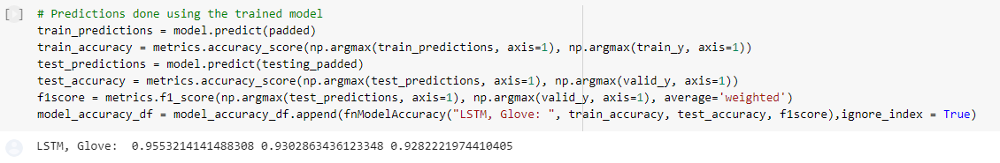 [ ] # Predictions done using the trained model
train_predictions = model.predict(padded)
train_accuracy = metrics.accuracy_score(np.argmax(train_predictions, axis=1), np.argmax(train_y, axis=1))
test_predictions = model.predict(testing_padded)
test_accuracy = metrics.accuracy_score(np.argmax(test_predictions, axis=1), np.argmax(valid_y, axis=1))
f1score = metrics.f1_score(np.argmax(test_predictions, axis=1), np.argmax(valid_y, axis=1), average='weighted')
model_accuracy_df = model_accuracy_df.append(fnModelAccuracy("LSTM, Glove: ", train_accuracy, test_accuracy, f1score),ignore_index = True)
LSTM, Glove:  0.9553214141488308 0.9302863436123348 0.9282221974410405